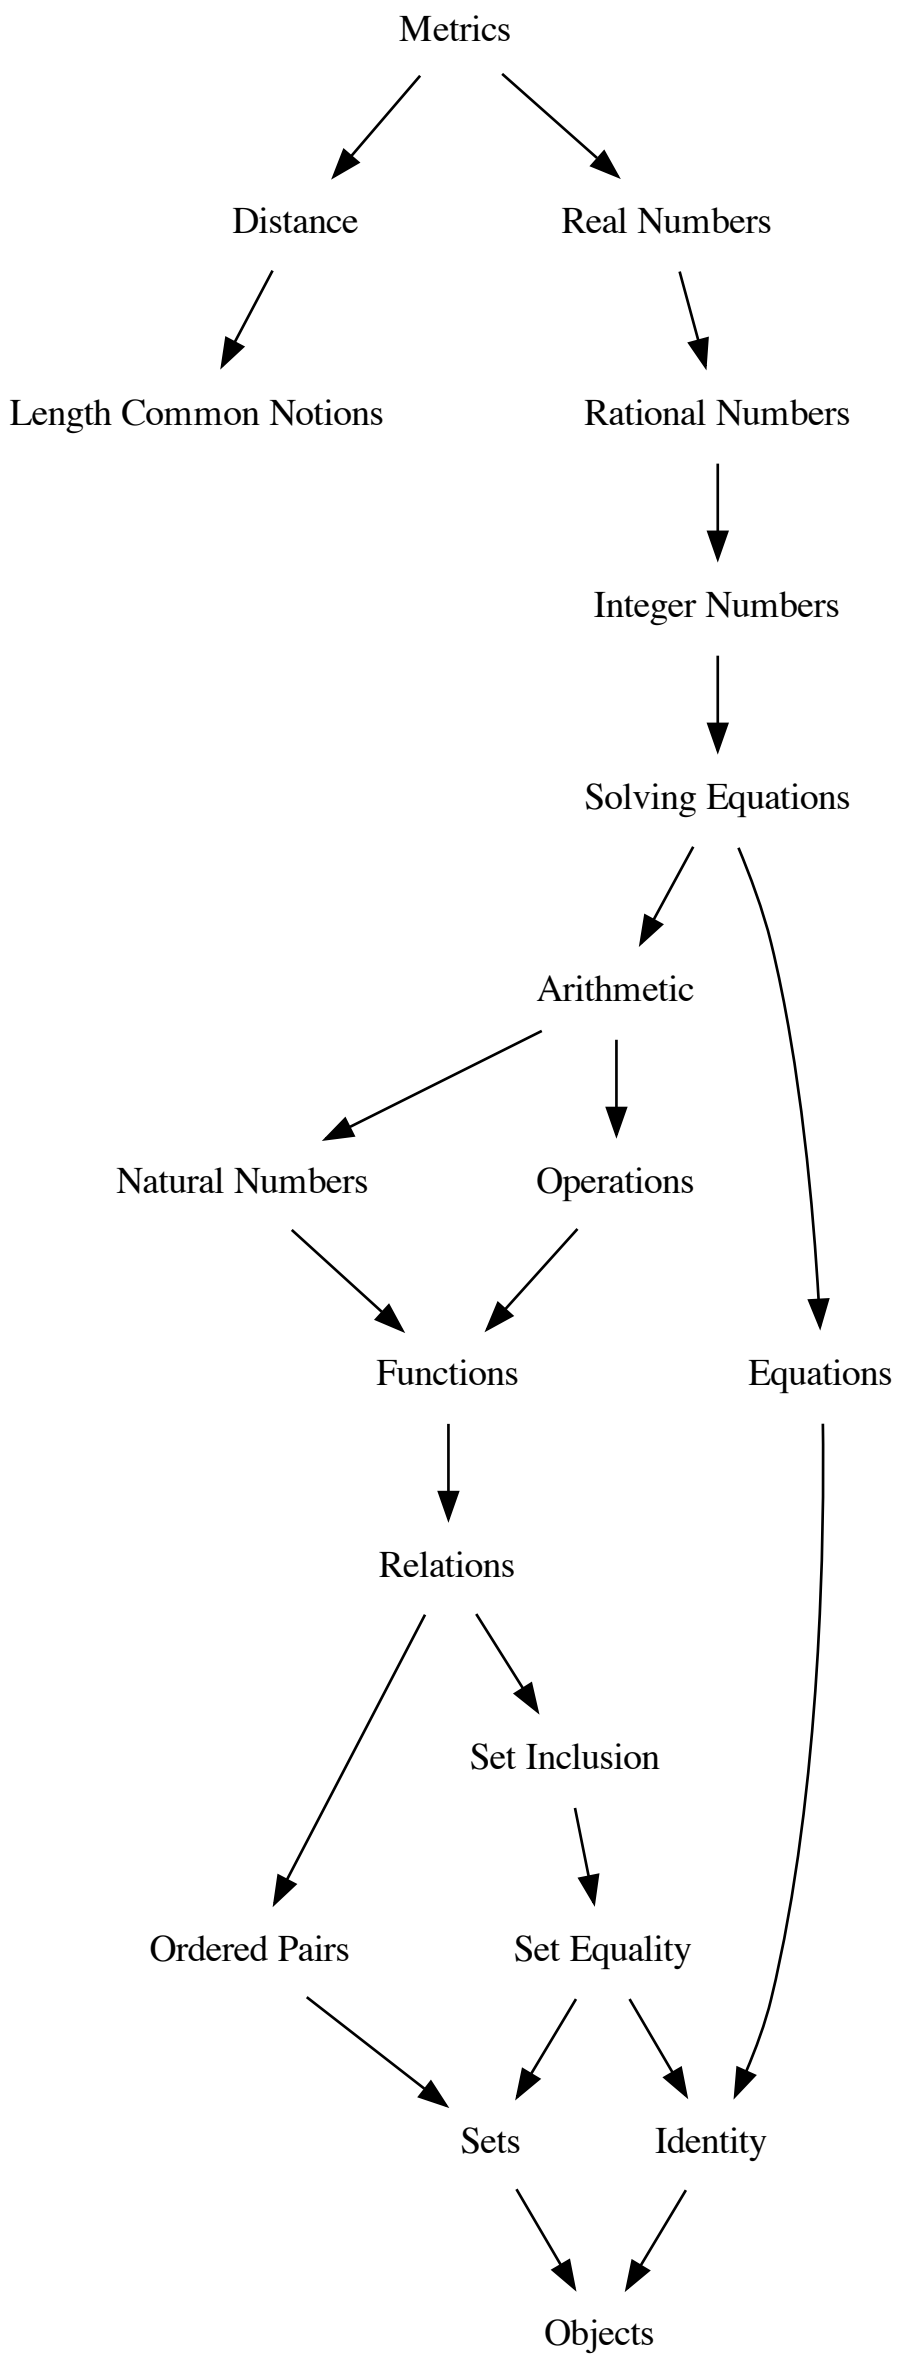 Metrics
Distance
Real Numbers
Length Common Notions
Rational Numbers
Integer Numbers
Solving Equations
Arithmetic
Natural Numbers
Operations
Functions
Equations
Relations
Set Inclusion
Ordered Pairs
Set Equality
Sets
Identity
Objects